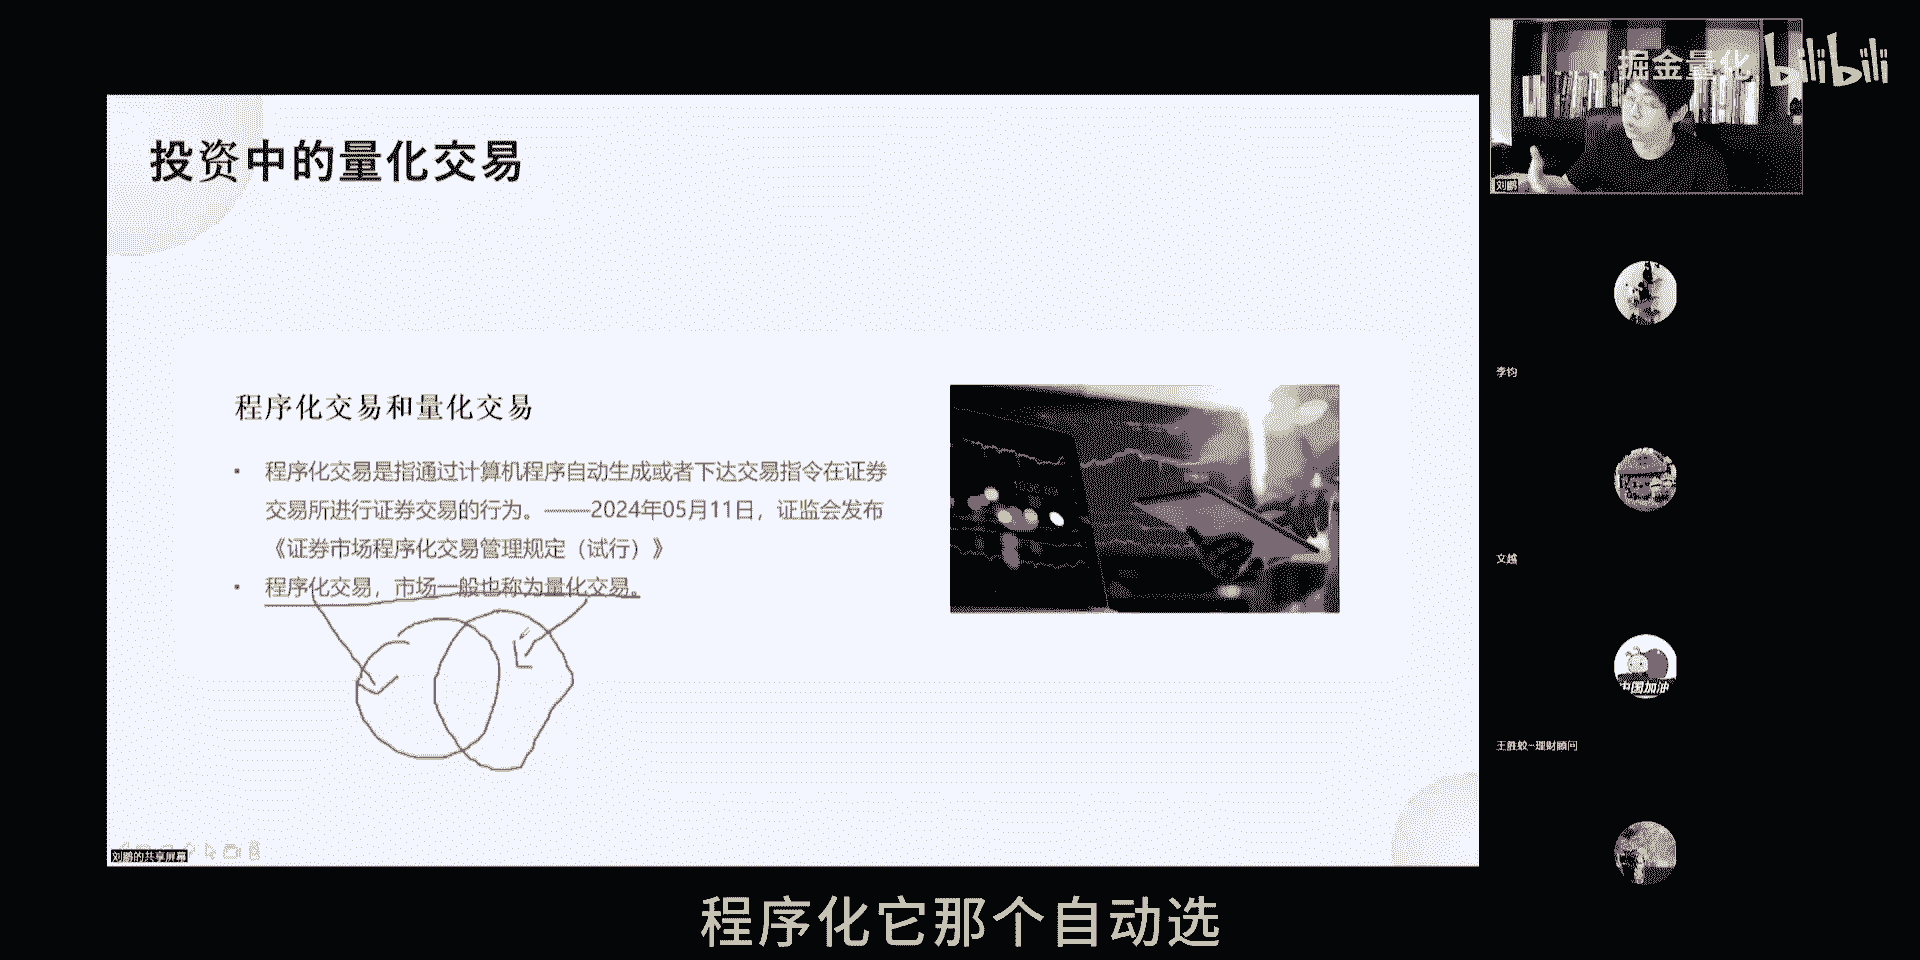 掘金量化 bilibili
投资中的量化交易
刘鹏
程序化交易和量化交易
• 程序化交易是指通过计算机程序自动生成或者下达交易指令在证券
交易所进行证券交易的行为。——2024年05月11日，证监会发布
《证券市场程序化交易管理规定（试行）》
• 程序化交易，市场一般也称为量化交易。
李钧
文越
中国加油
刘鹏的共享屏幕
程序化它那个自动选